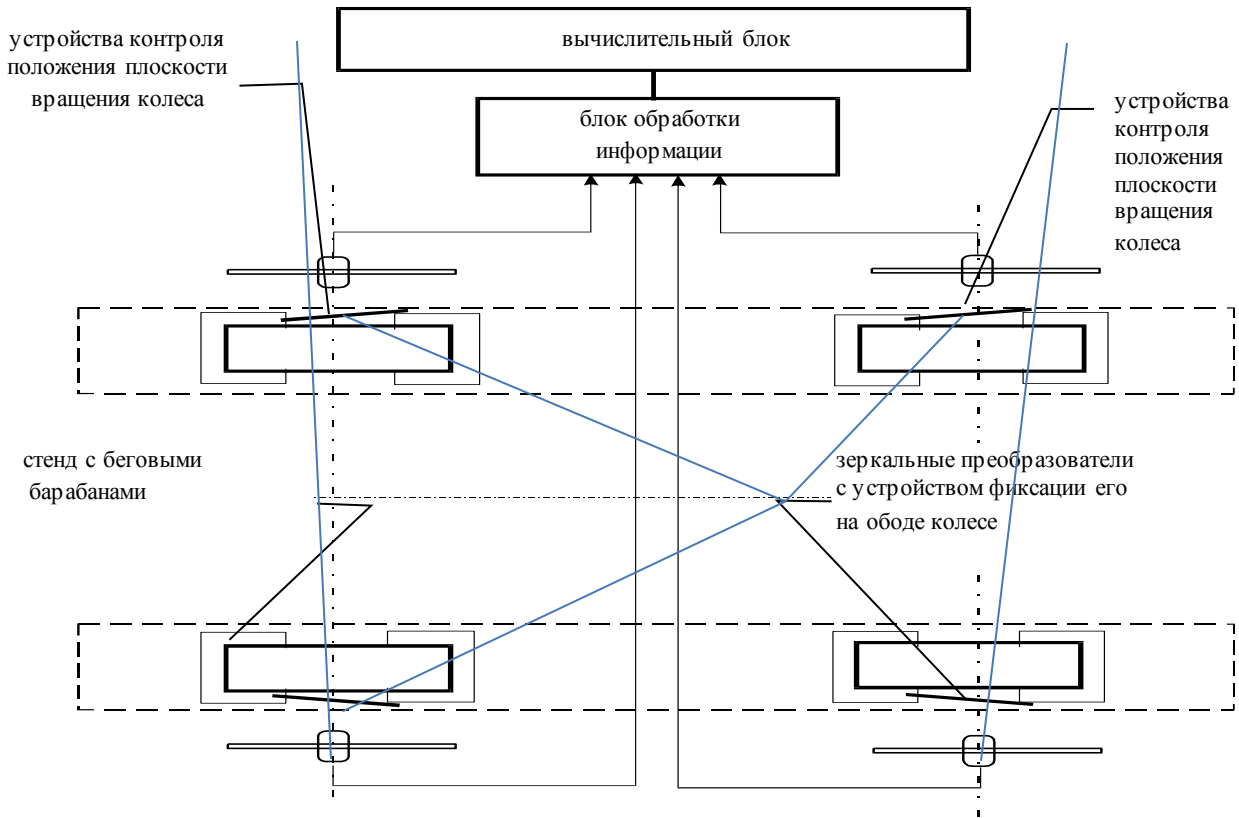 устройства контроля
положения плоскости
вращения колеса
вычислительный блок
блок обработки
информации
устройства
контроля
положения
плоскости
вращения
колеса
стенд с беговыми
барабанами
зеркальные преобразователи
с устройством фиксации его
на ободе колесе